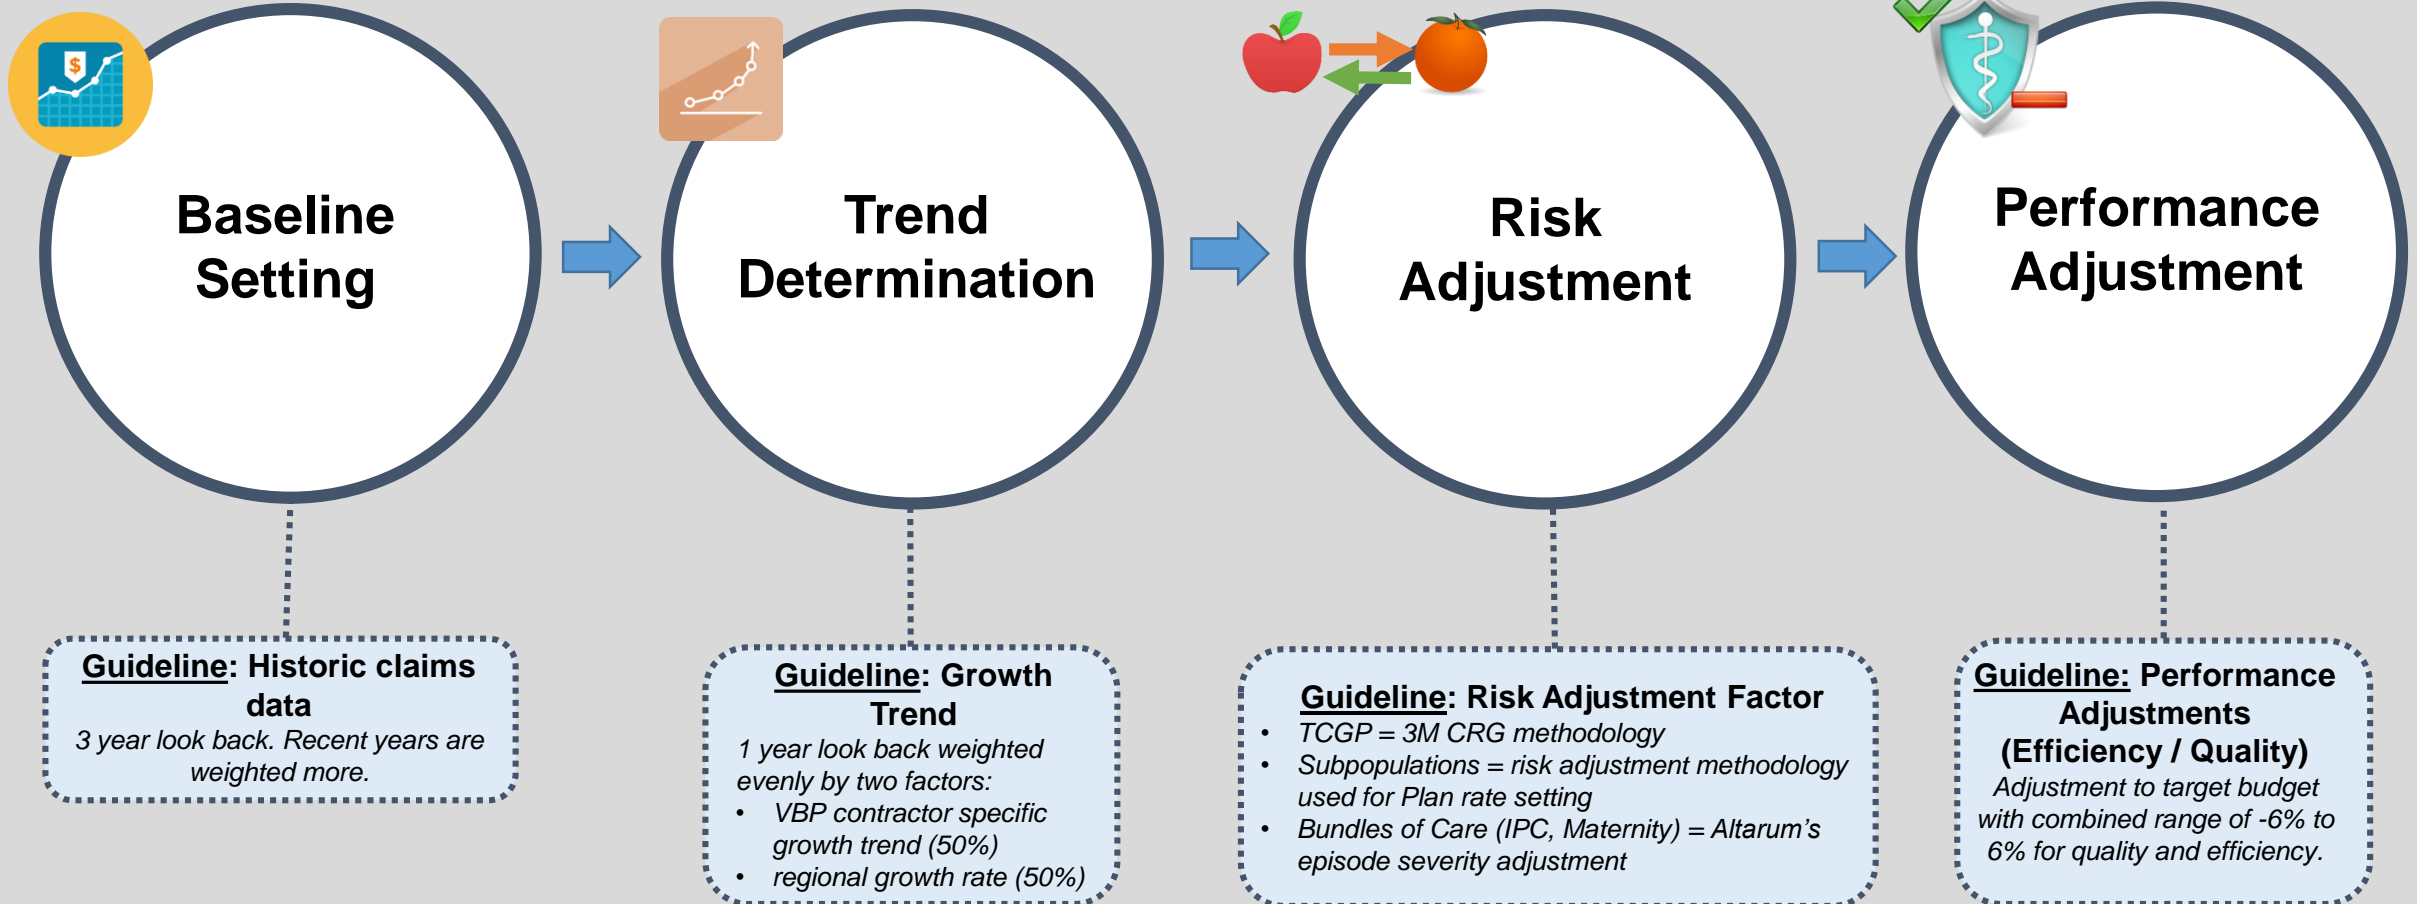 $
Baseline
Setting
Trend
Determination
Risk
Adjustment
Performance
Adjustment
Guideline: Historic claims
data
3 year look back. Recent years are
weighted more.
Guideline: Growth
Trend
1 year look back weighted
evenly by two factors:
• VBP contractor specific
growth trend (50%)
• regional growth rate (50%)
Guideline: Risk Adjustment Factor
• TCGP = 3M CRG methodology
• Subpopulations = risk adjustment methodology
used for Plan rate setting
• Bundles of Care (IPC, Maternity) = Altarum's
episode severity adjustment
Guideline: Performance
Adjustments
(Efficiency / Quality)
Adjustment to target budget
with combined range of -6% to
6% for quality and efficiency.